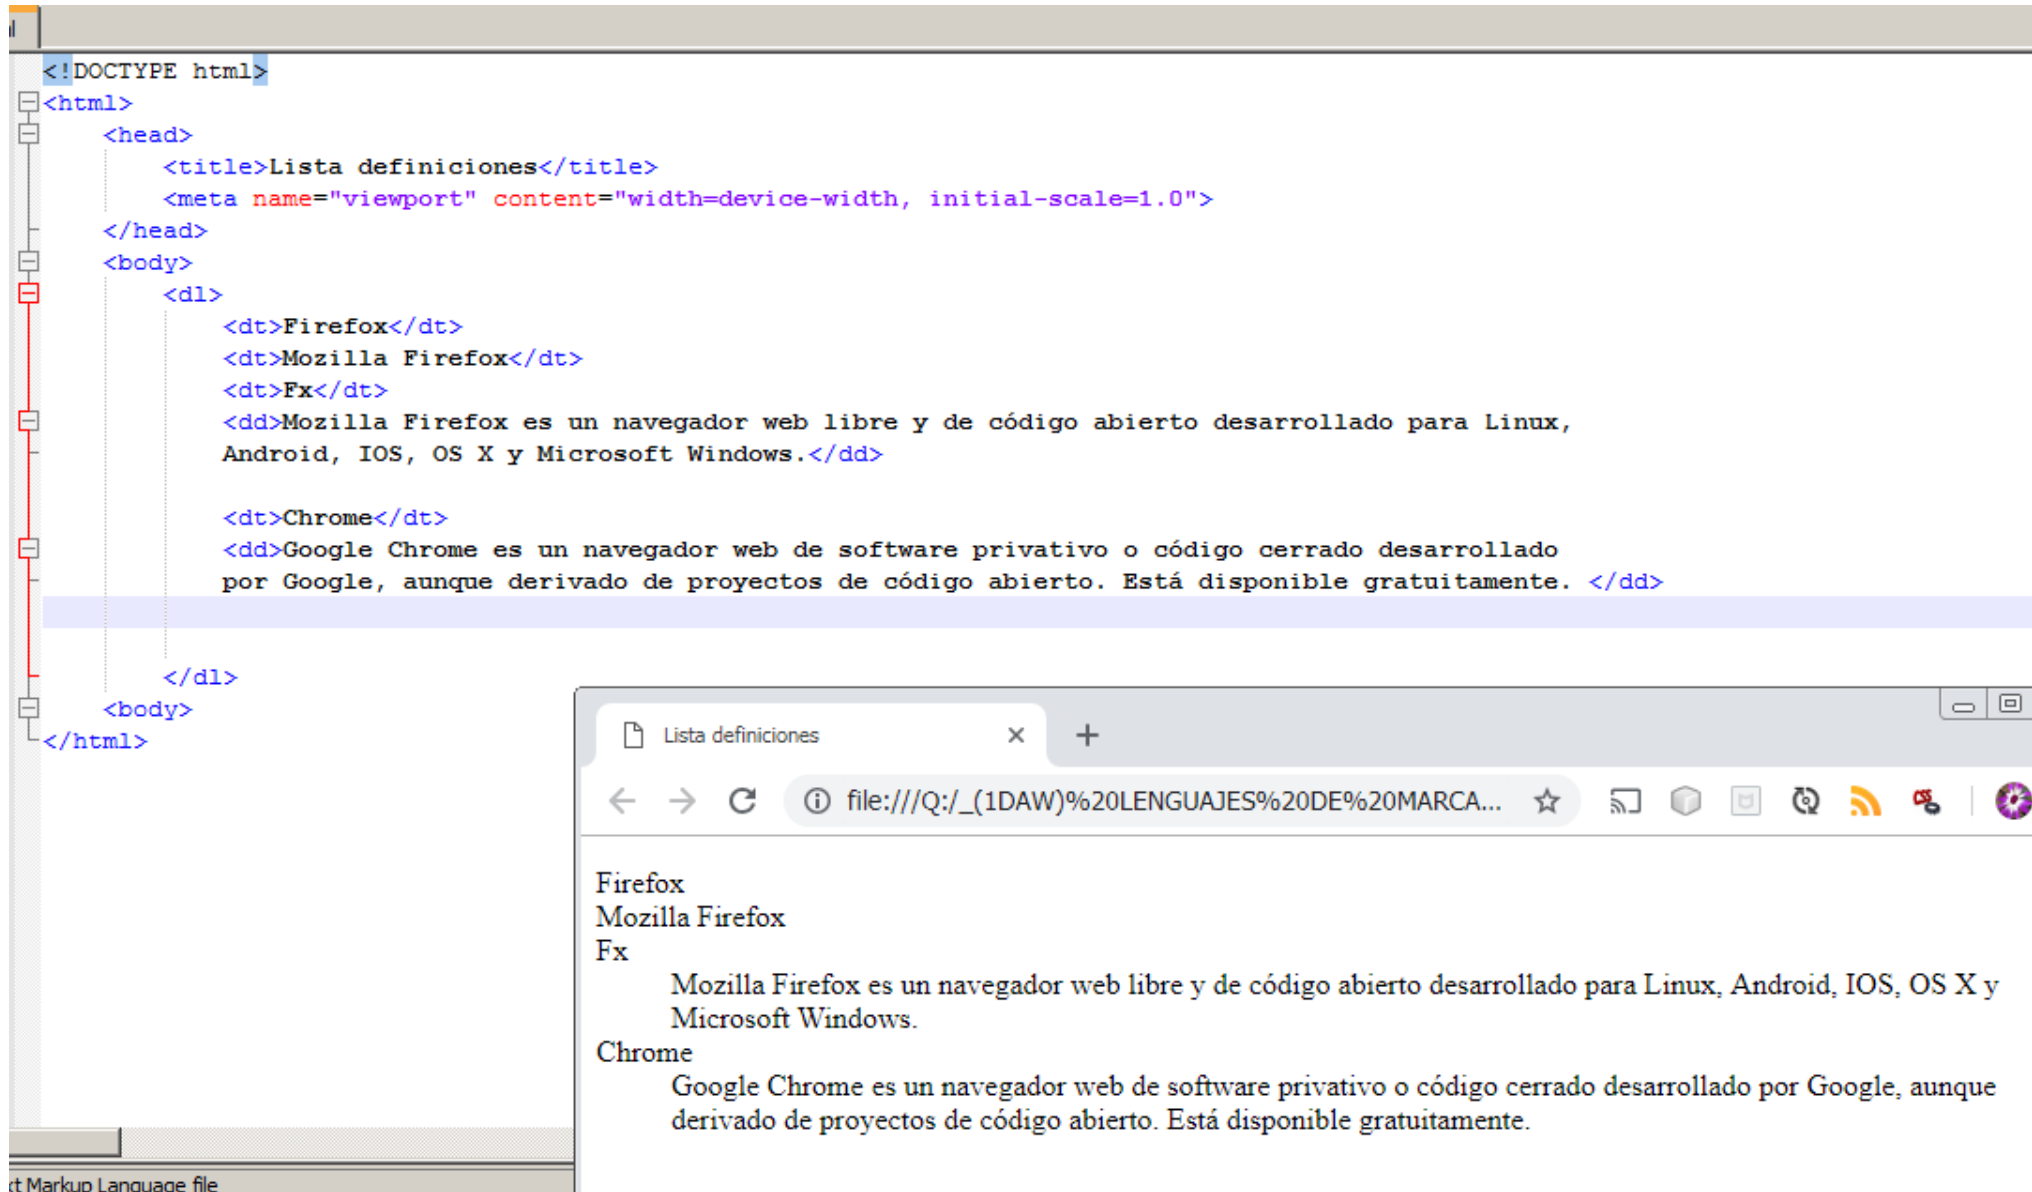 <!DOCTYPE html>
<html>
<head>
<title>Lista definiciones</title>
<meta name="viewport" content="width=device-width, initial-scale=1.0">
</head>
<body>
<dl>
<dt>Firefox</dt>
<dt>Mozilla Firefox</dt>
<dt>Fx</dt>
<dd>Mozilla Firefox es un navegador web libre y de código abierto desarrollado para Linux,
Android, IOS, OS X y Microsoft Windows.</dd>
<dt>Chrome</dt>
<dd>Google Chrome es un navegador web de software privativo o código cerrado desarrollado
por Google, aunque derivado de proyectos de código abierto. Está disponible gratuitamente. </dd>
</dl>
<body>
</html>
Lista definiciones
file:///Q:/_(1DAW)%20LENGUAJES%20DE%20MARCA...
CSS
Firefox
Mozilla Firefox
Fx
Mozilla Firefox es un navegador web libre y de código abierto desarrollado para Linux, Android, IOS, OS X y
Microsoft Windows.
Chrome
Google Chrome es un navegador web de software privativo o código cerrado desarrollado por Google, aunque
derivado de proyectos de código abierto. Está disponible gratuitamente.
Markup Language file